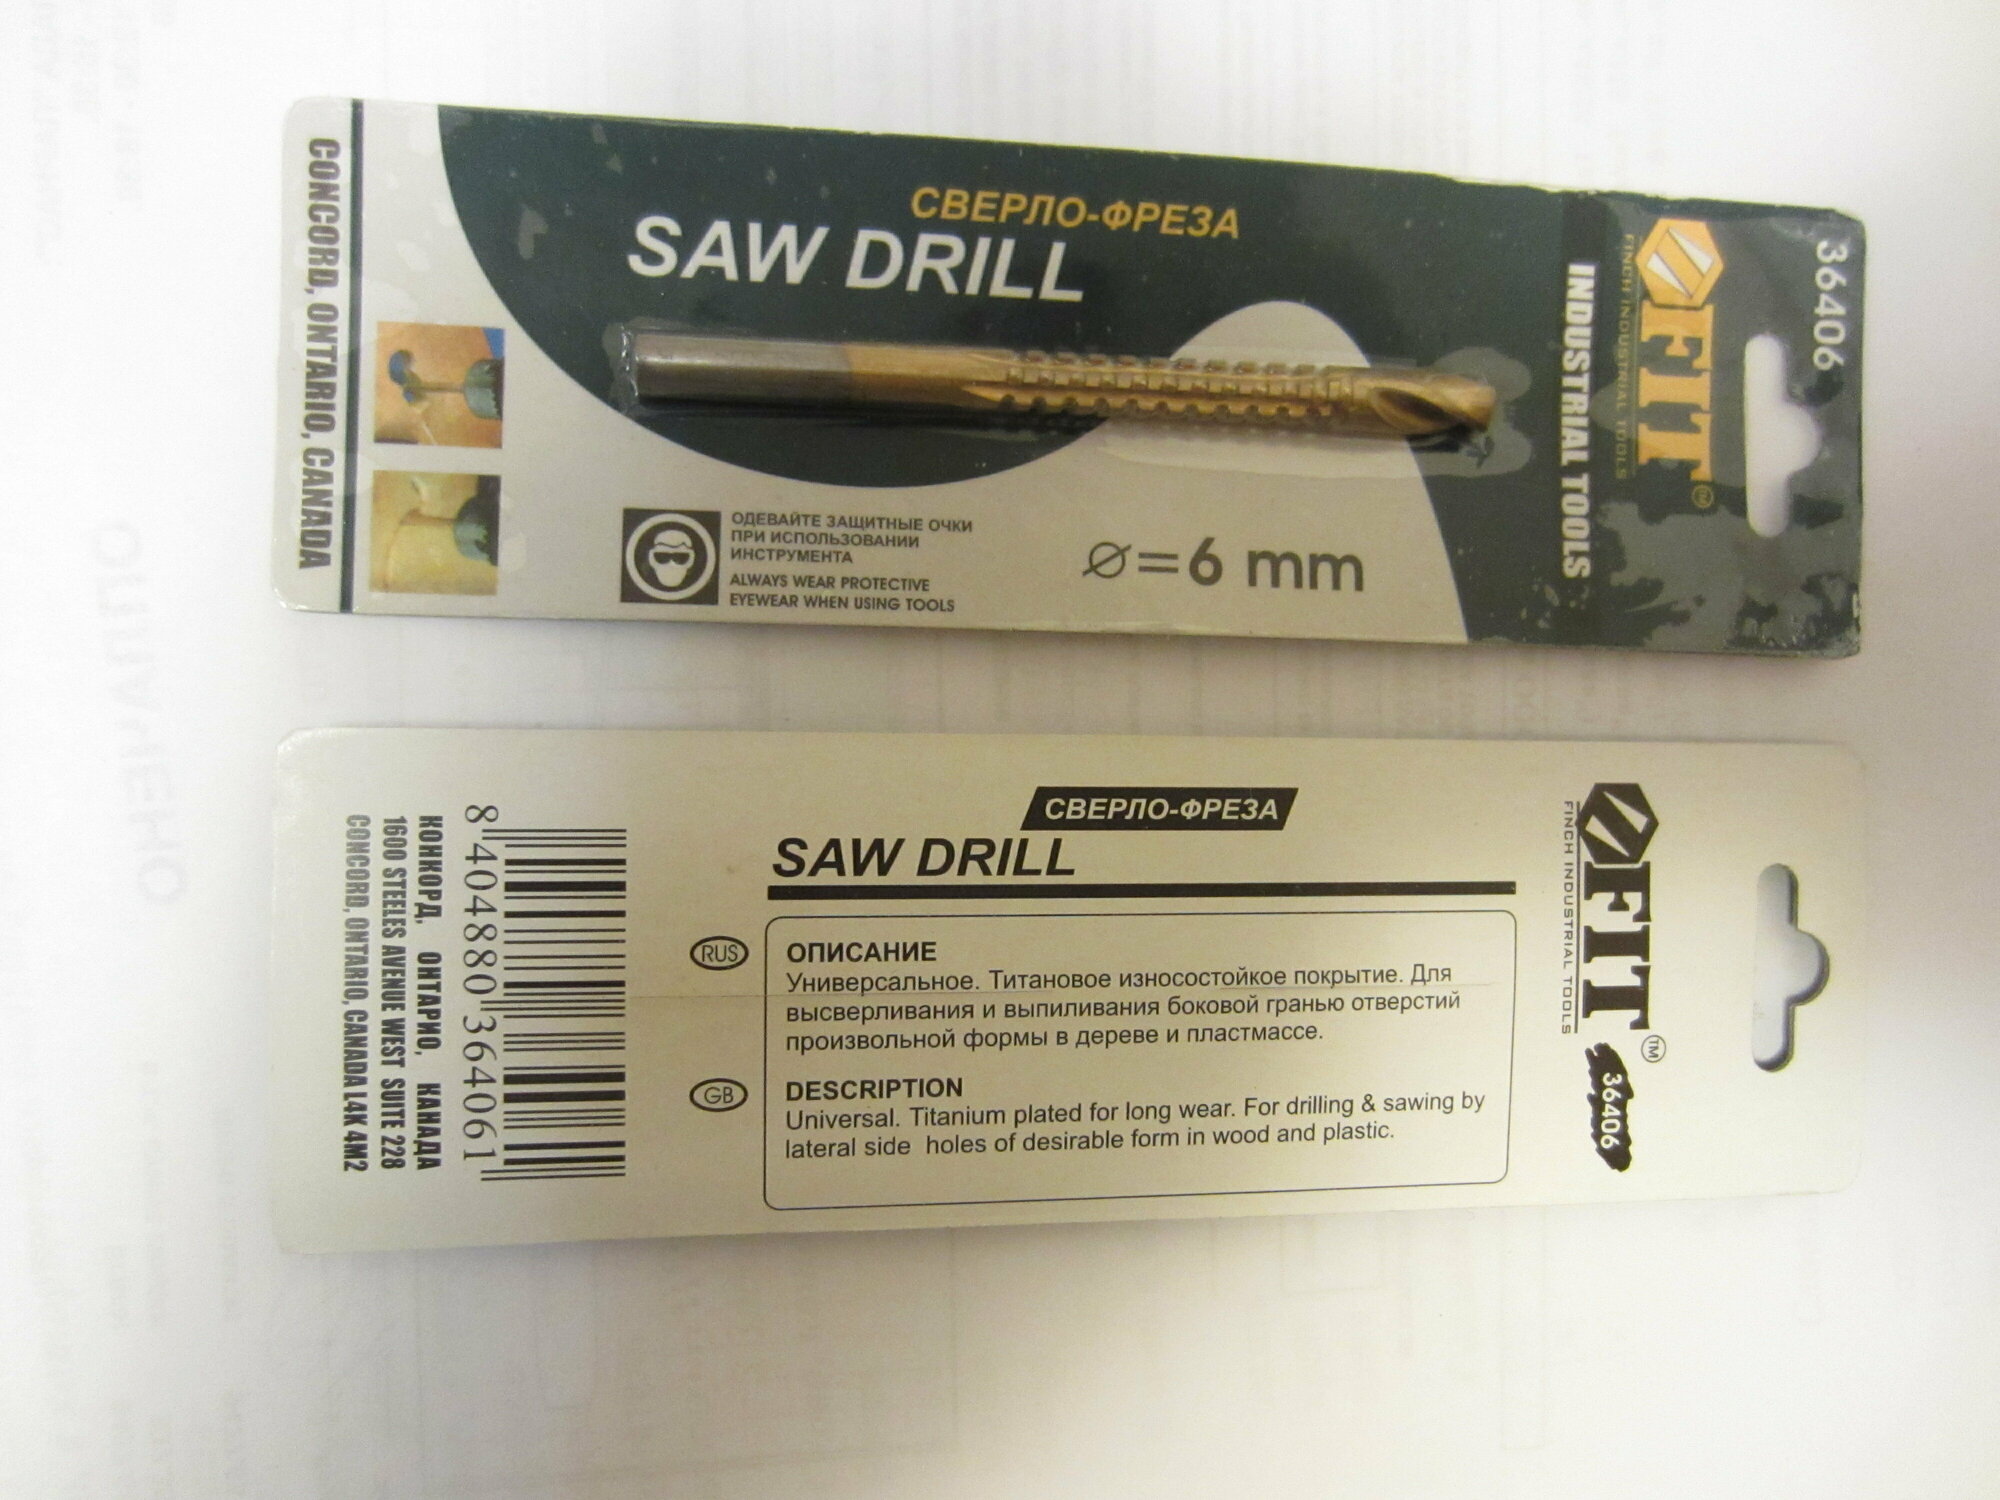 CONCORD, ONTARIO, CANADA
СВЕРЛО-ФРЕЗА
SAW DRILL
ОДЕВАЙТЕ ЗАЩИТНЫЕ ОЧКИ
ПРИ ИСПОЛЬЗОВАНИИ
ИНСТРУМЕНТА
ALWAYS WEAR PROTECTIVE
EYEWEAR WHEN USING TOOLS
Ø=6 mm
36406
FIT™
FINCH INDUSTRIAL TOOLS
INDUSTRIAL TOOLS
СВЕРЛО-ФРЕЗА
SAW DRILL
RUS
ОПИСАНИЕ
Универсальное. Титановое износостойкое покрытие. Для
высверливания и выпиливания боковой гранью отверстий
произвольной формы в дереве и пластмассе.
GB
DESCRIPTION
Universal. Titanium plated for long wear. For drilling & sawing by
lateral side holes of desirable form in wood and plastic.
8 404880 364061
КОНКОРД, ОНТАРИО, КАНАДА
1600 STEELES AVENUE WEST SUITE 228
CONCORD, ONTARIO, CANADA L4K 4M2
FIT™
FINCH INDUSTRIAL TOOLS
36406